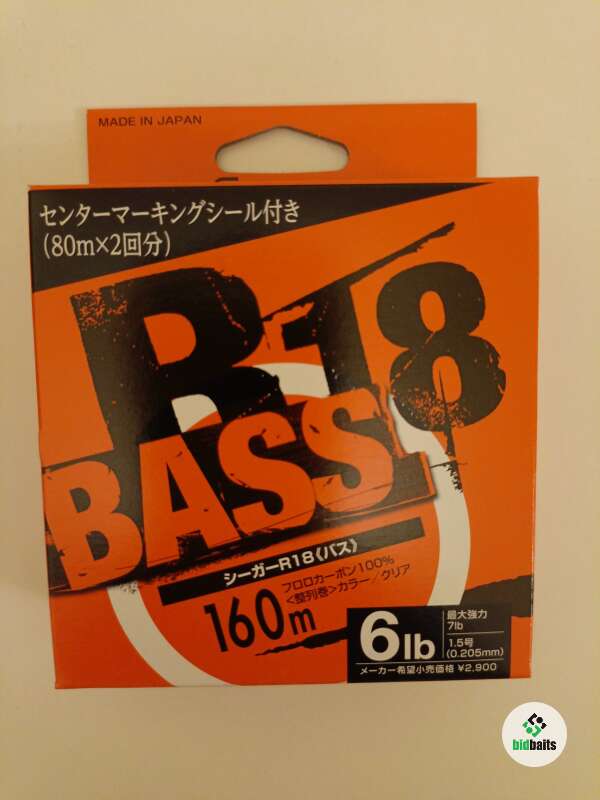 MADE IN JAPAN
センターマーキングシール付き
(80m×2回分)
R18
BASS
シーガーR18《バス》
160m
フロロカーボン100%
<整列巻>カラー/クリア
6lb
最大強力
7lb
1.5号
(0.205mm)
メーカー希望小売価格 ¥2,900
bidbaits